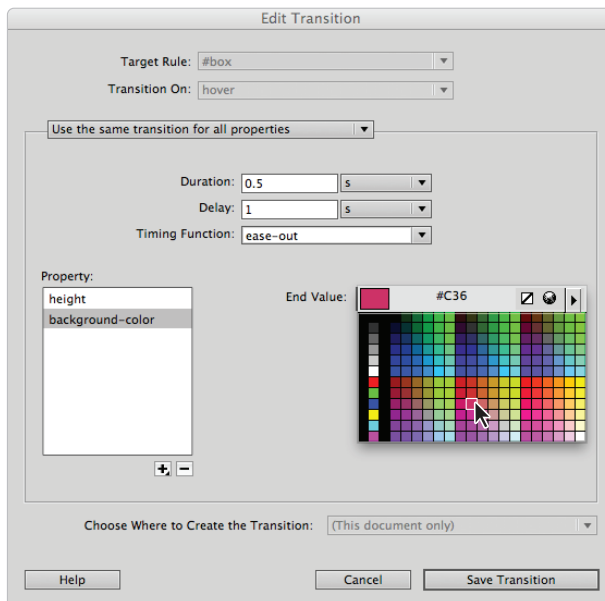 Edit Transition
Target Rule: #box
Transition On: hover
Use the same transition for all properties
Duration: 0.5 s
Delay: 1 s
Timing Function: ease-out
Property:
height
background-color
End Value: #C36
Choose Where to Create the Transition: (This document only)
Help Cancel Save Transition